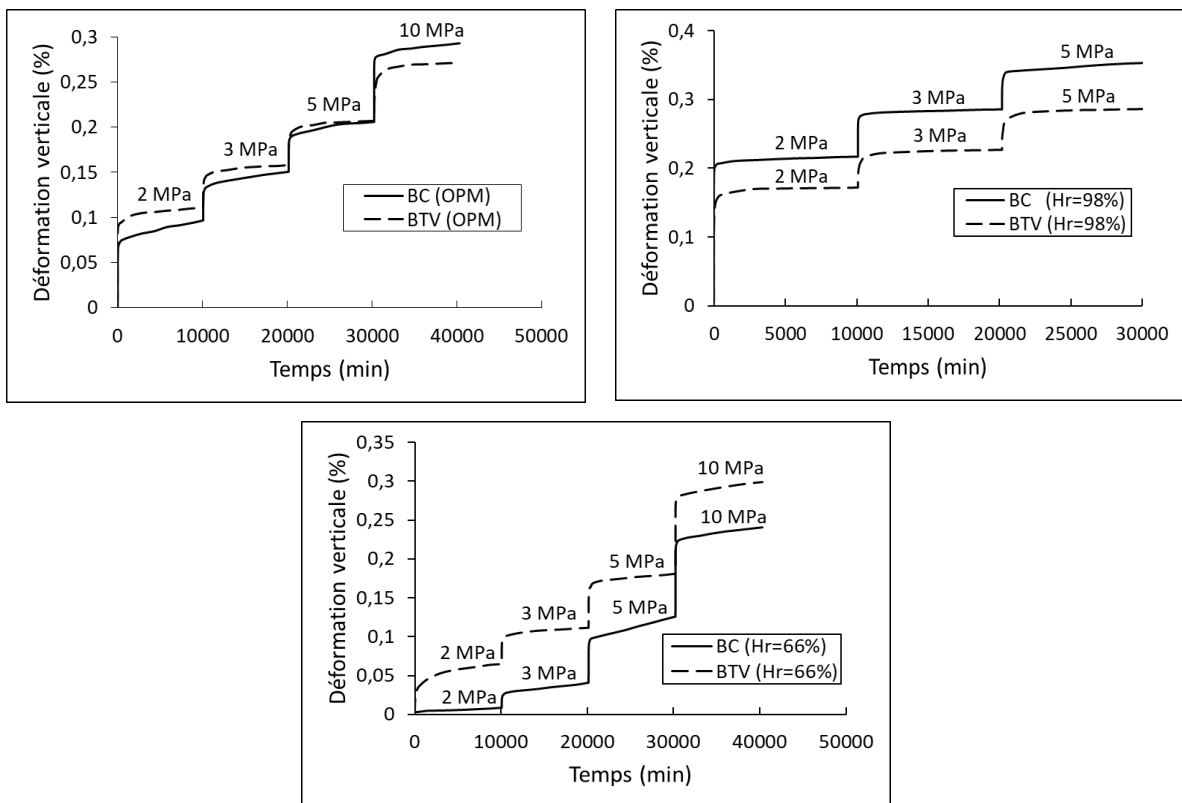 Déformation verticale (%)
0,3
0,25
0,2
0,15
0,1
0,05
0
10 MPa
5 MPa
3 MPa
2 MPa
BC (OPM)
BTV (OPM)
0 10000 20000 30000 40000 50000
Temps (min)
Déformation verticale (%)
0,4
0,3
0,2
0,1
0
5 MPa
3 MPa
5 MPa
2 MPa
3 MPa
2 MPa
BC (Hr=98%)
BTV (Hr=98%)
0 5000 10000 15000 20000 25000 30000
Temps (min)
Déformation verticale (%)
0,35
0,3
0,25
0,2
0,15
0,1
0,05
0
10 MPa
10 MPa
5 MPa
5 MPa
3 MPa
2 MPa
3 MPa
2 MPa
BC (Hr=66%)
BTV (Hr=66%)
0 10000 20000 30000 40000 50000
Temps (min)